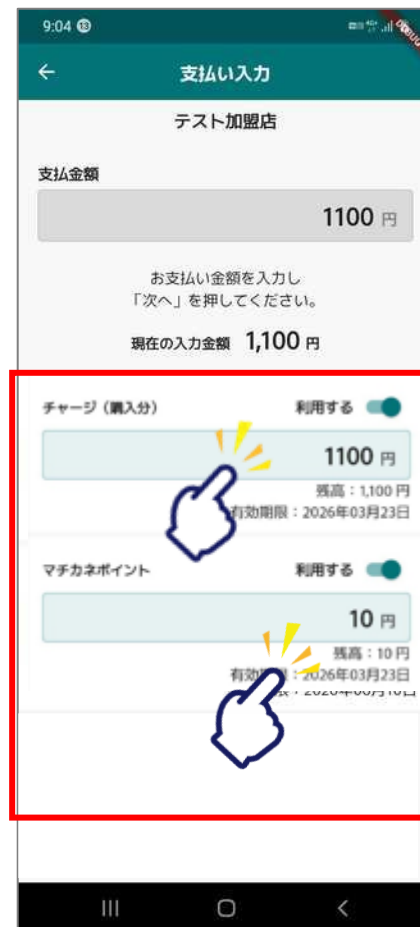 9:04
支払い入力
テスト加盟店
支払金額
1100 円
お支払い金額を入力し
「次へ」を押してください。
現在の入力金額 1,100 円
チャージ（購入分） 利用する
1100 円
残高：1,100 円
有効期限：2026年03月23日
マチカネポイント 利用する
10 円
残高：10 円
有効期限：2026年03月23日